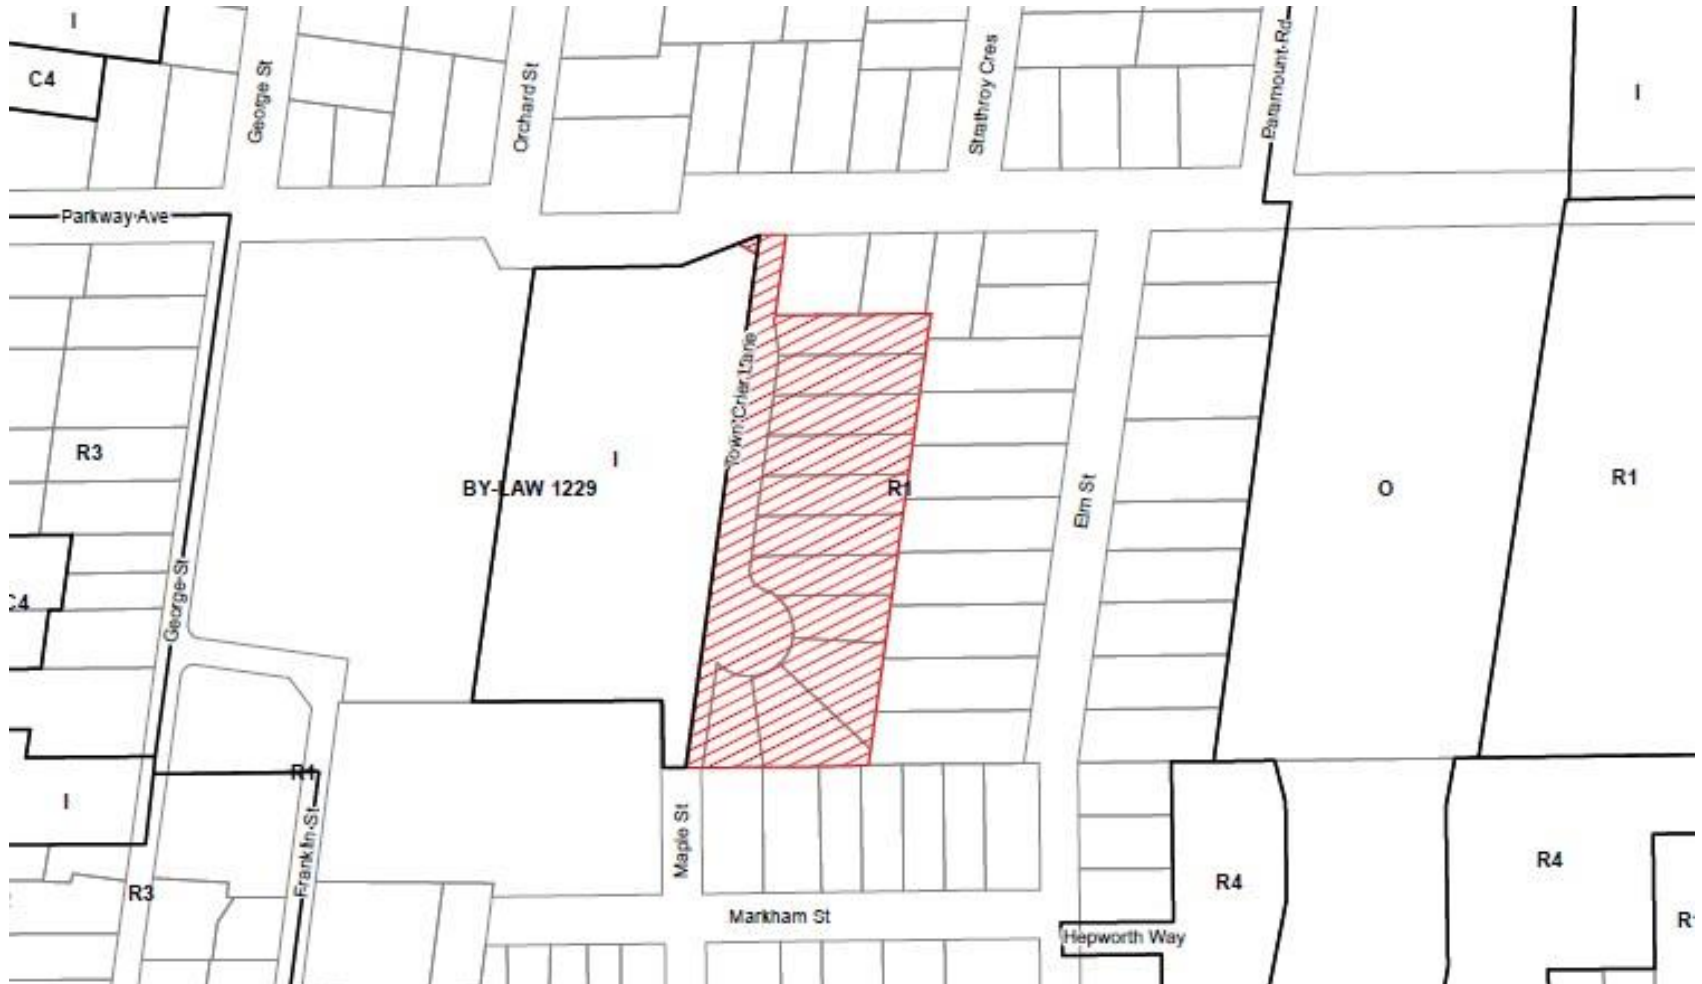 I
C4
George St
Orchard St
Strathroy Cres
Paramount Rd
I
Parkway Ave
Town Crier Lane
R3
I
BY-LAW 1229
R1
Elm St
O
R1
C4
George St
R1
I
Franklin St
Maple St
R4
R4
R3
Markham St
Hepworth Way